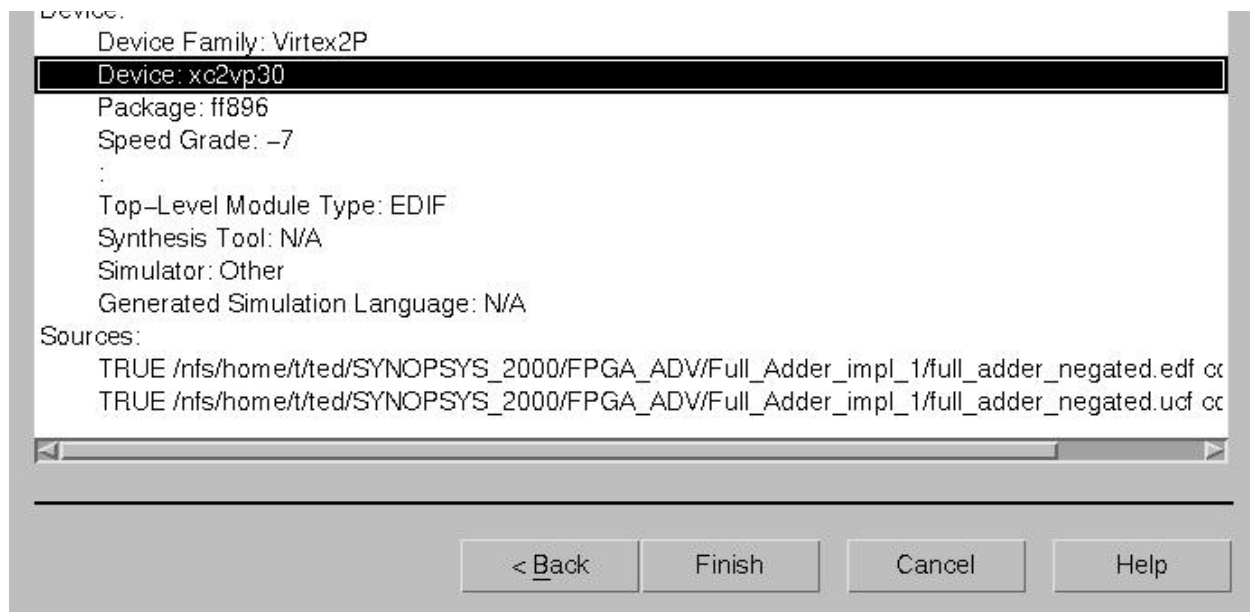 Device:
Device Family: Virtex2P
Device: xc2vp30
Package: ff896
Speed Grade: –7
:
Top–Level Module Type: EDIF
Synthesis Tool: N/A
Simulator: Other
Generated Simulation Language: N/A
Sources:
TRUE /nfs/home/t/ted/SYNOPSYS_2000/FPGA_ADV/Full_Adder_impl_1/full_adder_negated.edf
TRUE /nfs/home/t/ted/SYNOPSYS_2000/FPGA_ADV/Full_Adder_impl_1/full_adder_negated.ucf
< Back Finish Cancel Help